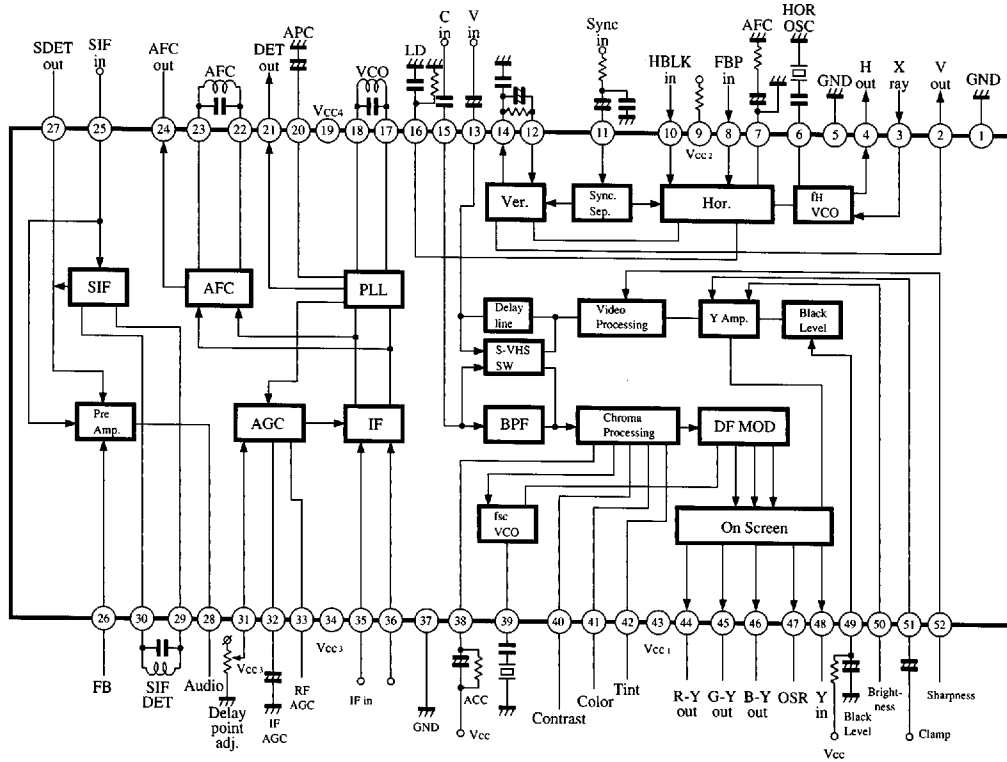 SDET out
SIF in
AFC out
AFC
DET out
APC
VCC4
VCO
LD
C in
V in
Sync in
HBLK in
VCC2
FBP in
AFC
HOR OSC
GND
H out
X ray
V out
GND
27
25
24
23
22
21
20
19
18
17
16
15
13
14
12
11
10
9
8
7
6
5
4
3
2
1
Ver.
Sync. Sep.
Hor.
fH VCO
SIF
AFC
PLL
Delay line
Video Processing
Y Amp.
Black Level
S-VHS SW
Pre Amp.
AGC
IF
BPF
Chroma Processing
DF MOD
fsc VCO
On Screen
26
30
29
28
31
32
33
34
35
36
37
38
39
40
41
42
43
44
45
46
47
48
49
50
51
52
FB
SIF DET
Audio
VCC3
Delay point adj.
IF AGC
RF AGC
VCC3
IF in
GND
ACC
VCC
Contrast
Color
Tint
VCC1
R-Y out
G-Y out
B-Y out
OSR
Y in
VCC
Black Level
Bright-ness
Clamp
Sharpness